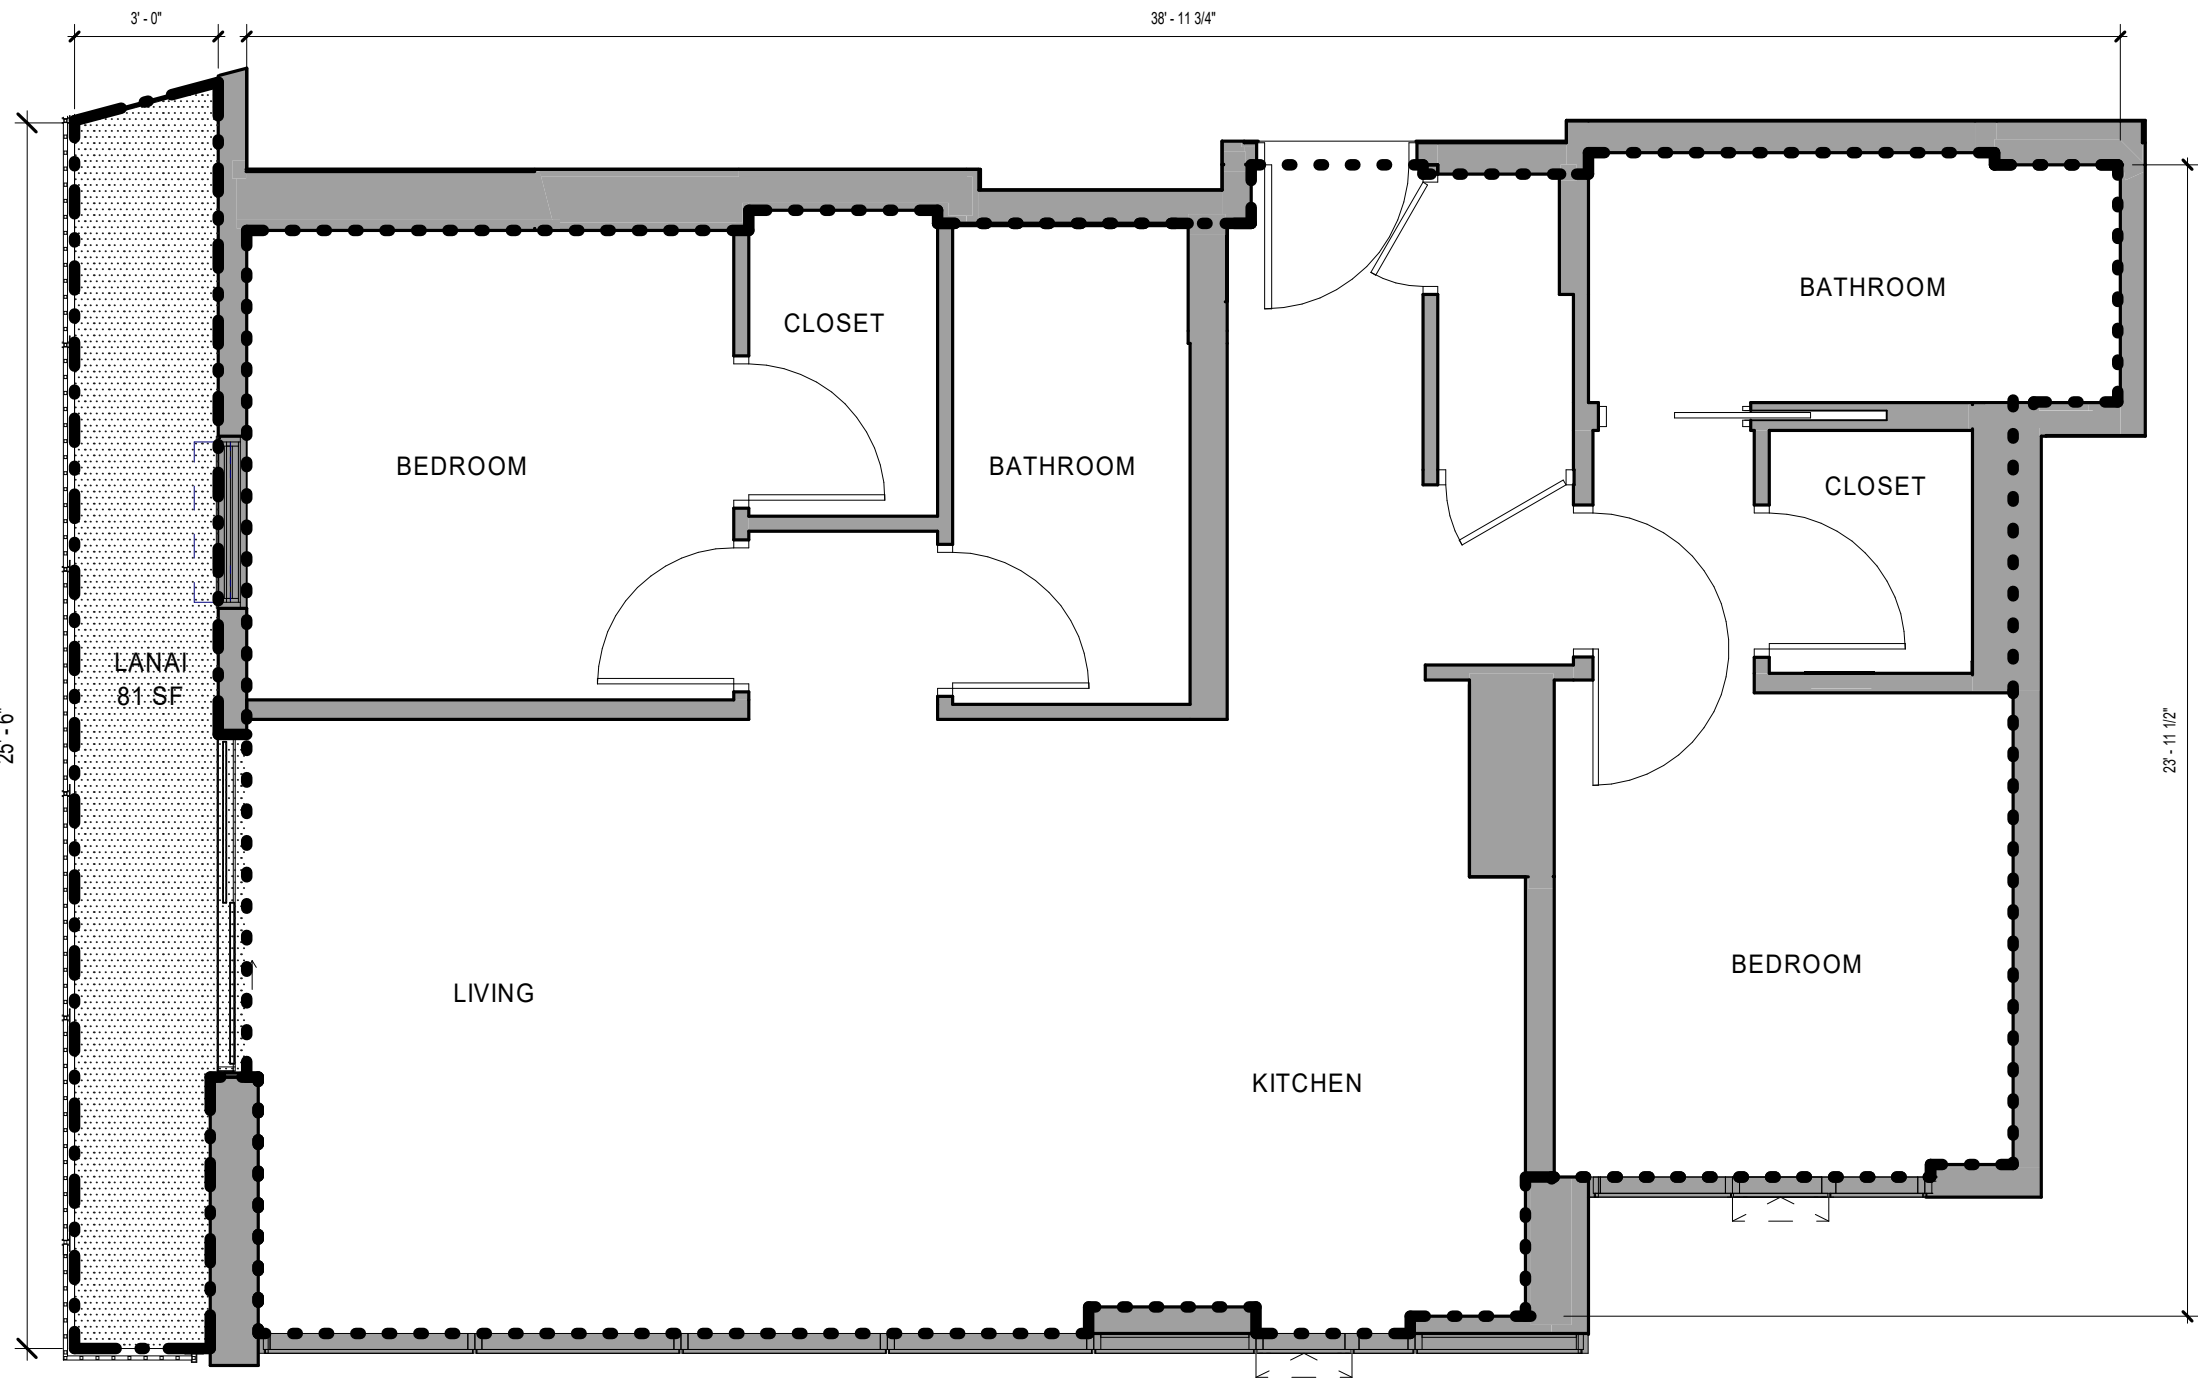 3' - 0"
38' - 11 3/4"
BATHROOM
CLOSET
BEDROOM
BATHROOM
CLOSET
LANAI
81 SF
25' - 6"
23' - 11 1/2"
BEDROOM
LIVING
KITCHEN